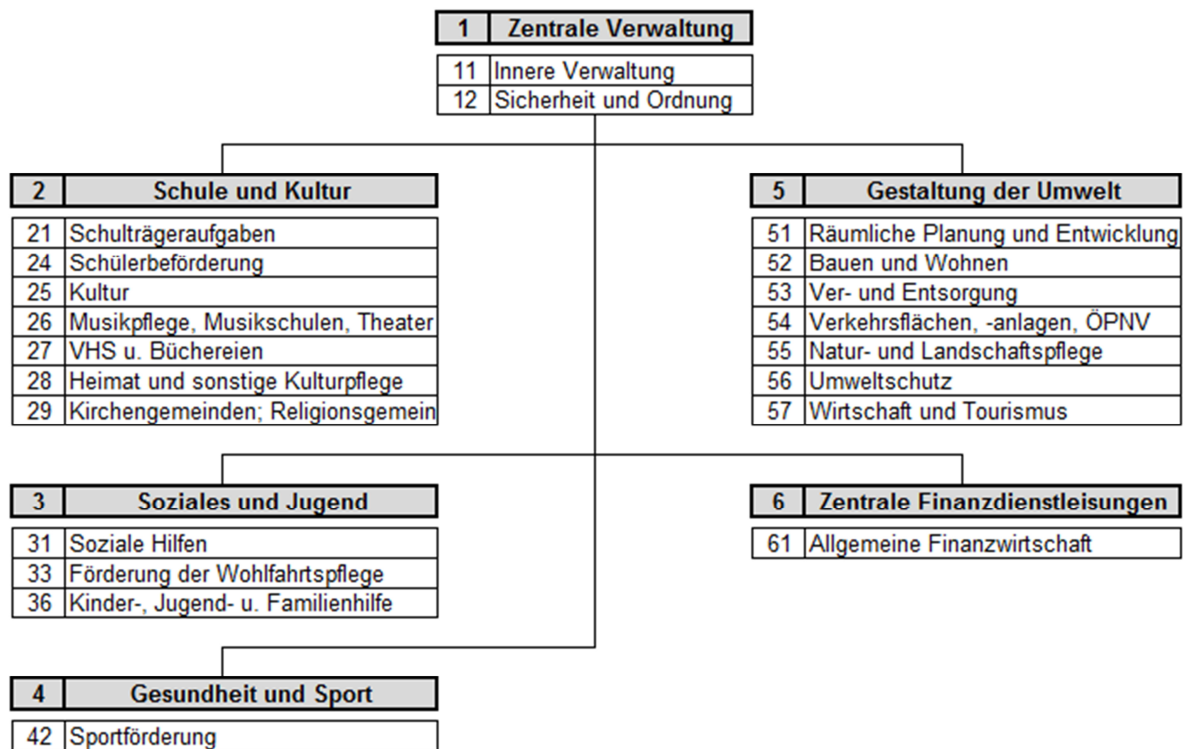 1 Zentrale Verwaltung
11 Innere Verwaltung
12 Sicherheit und Ordnung
2 Schule und Kultur
21 Schulträgeraufgaben
24 Schülerbeförderung
25 Kultur
26 Musikpflege, Musikschulen, Theater
27 VHS u. Büchereien
28 Heimat und sonstige Kulturpflege
29 Kirchengemeinden; Religionsgemein
5 Gestaltung der Umwelt
51 Räumliche Planung und Entwicklung
52 Bauen und Wohnen
53 Ver- und Entsorgung
54 Verkehrsflächen, -anlagen, ÖPNV
55 Natur- und Landschaftspflege
56 Umweltschutz
57 Wirtschaft und Tourismus
3 Soziales und Jugend
31 Soziale Hilfen
33 Förderung der Wohlfahrtspflege
36 Kinder-, Jugend- u. Familienhilfe
6 Zentrale Finanzdienstleisungen
61 Allgemeine Finanzwirtschaft
4 Gesundheit und Sport
42 Sportförderung